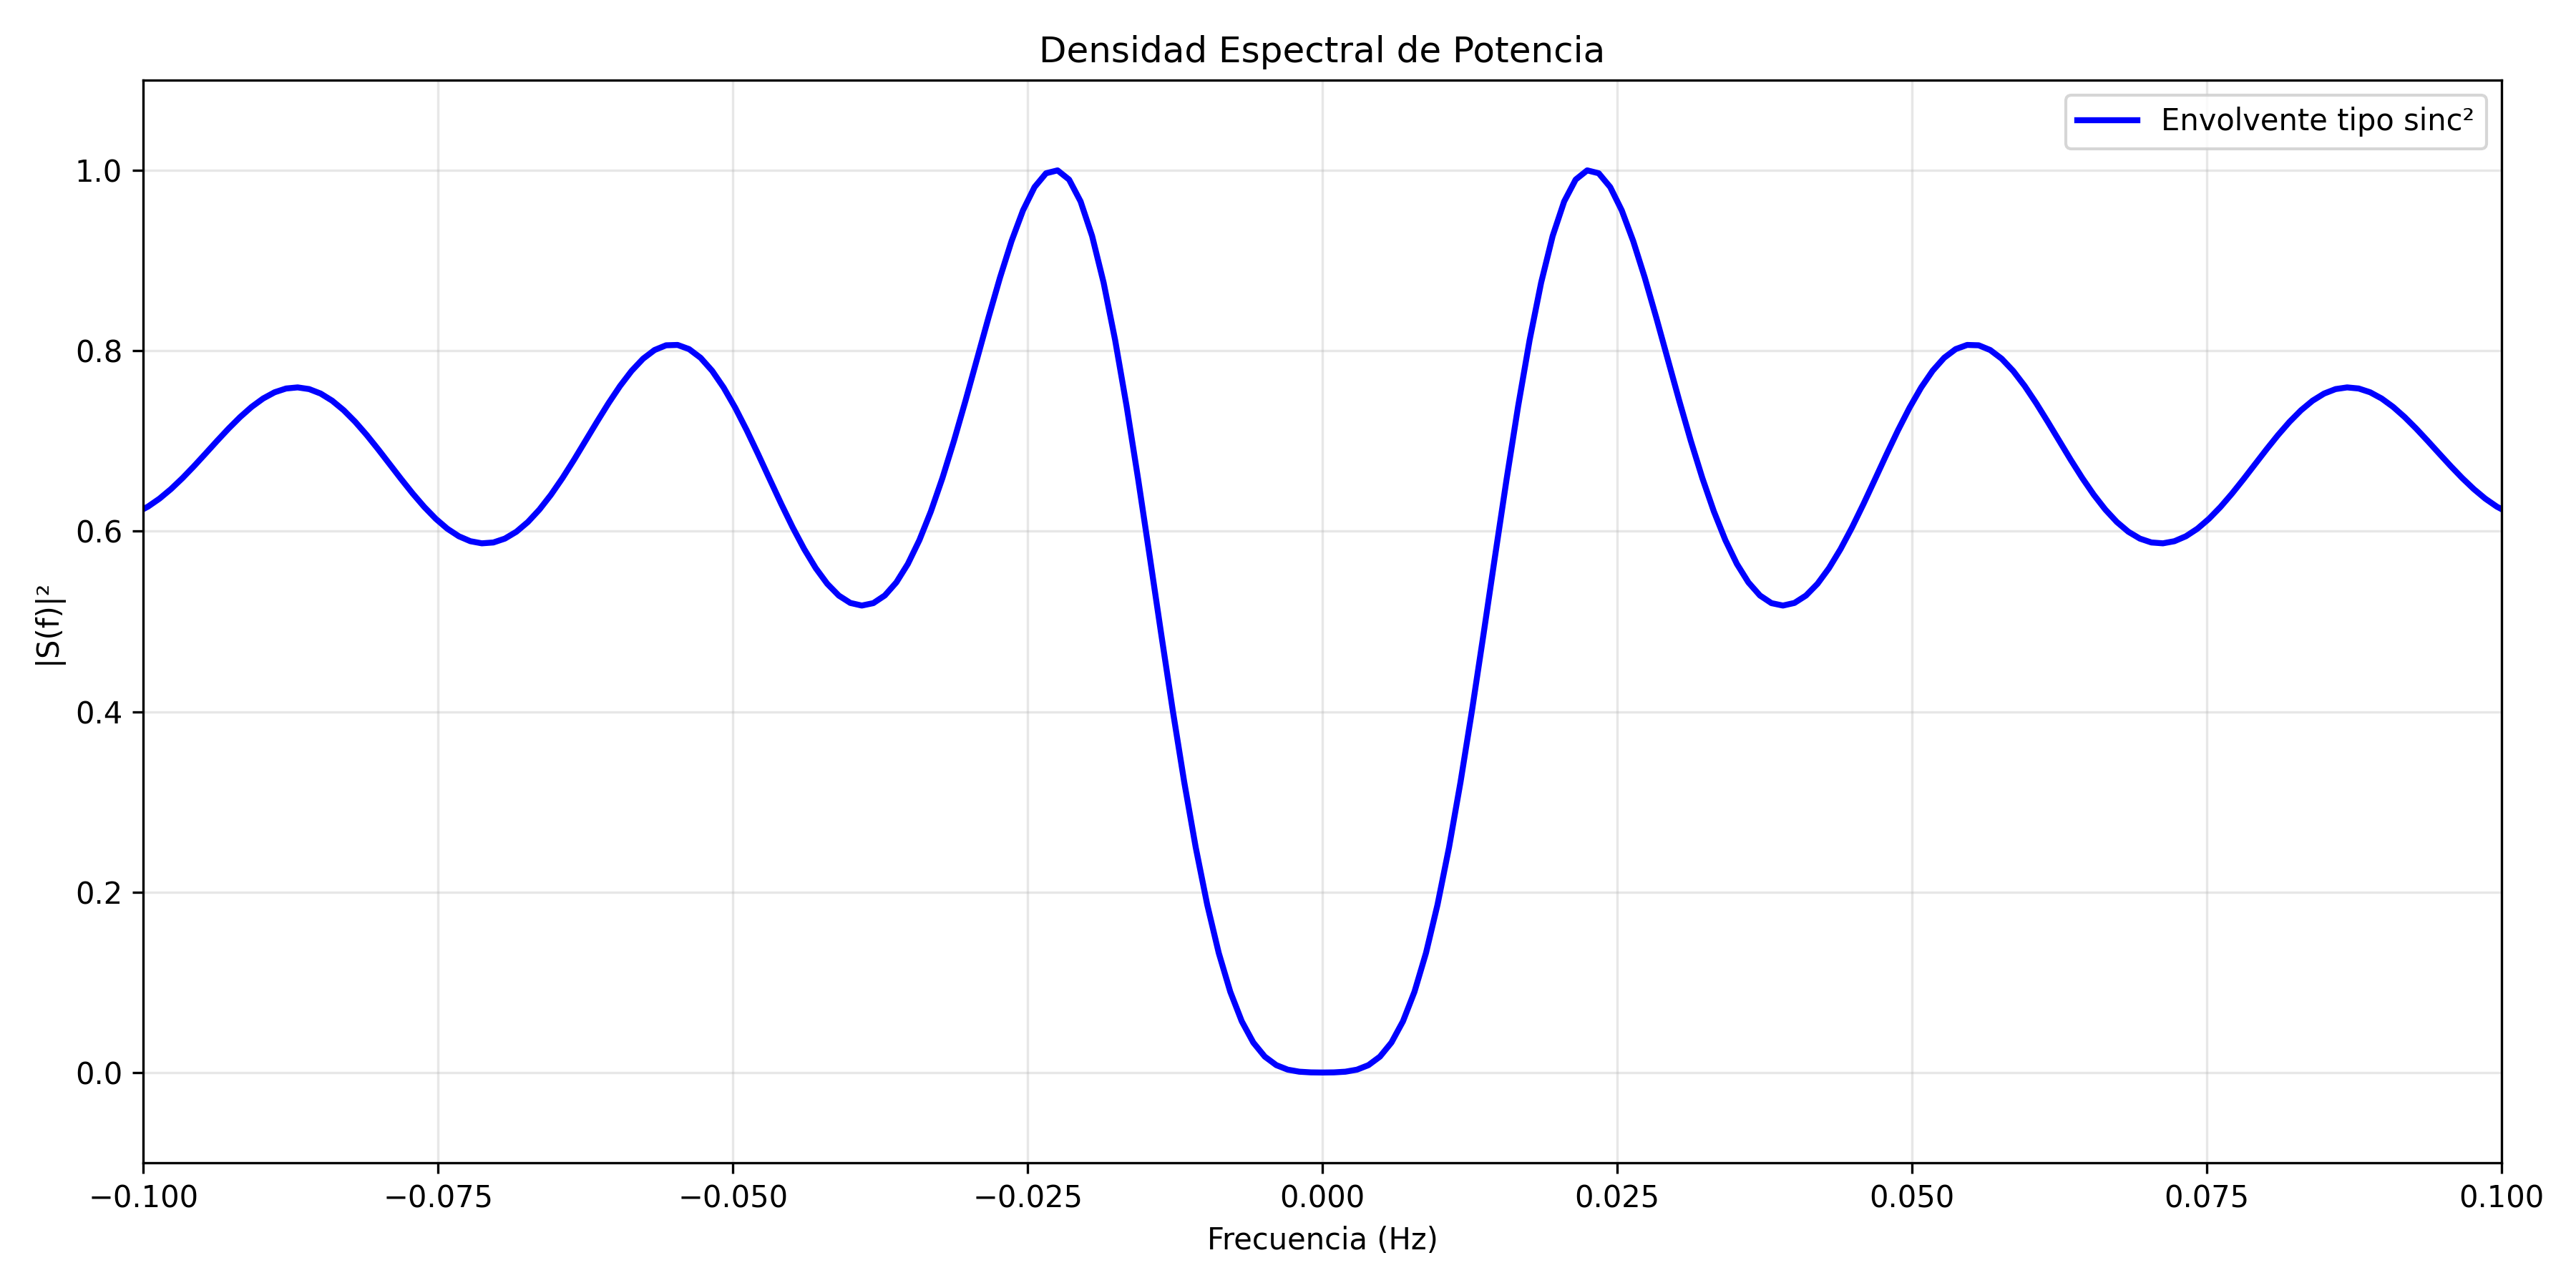 Densidad Espectral de Potencia
Envolvente tipo sinc²
1.0
0.8
0.6
0.4
0.2
0.0
|S(f)|²
−0.100 −0.075 −0.050 −0.025 0.000 0.025 0.050 0.075 0.100
Frecuencia (Hz)